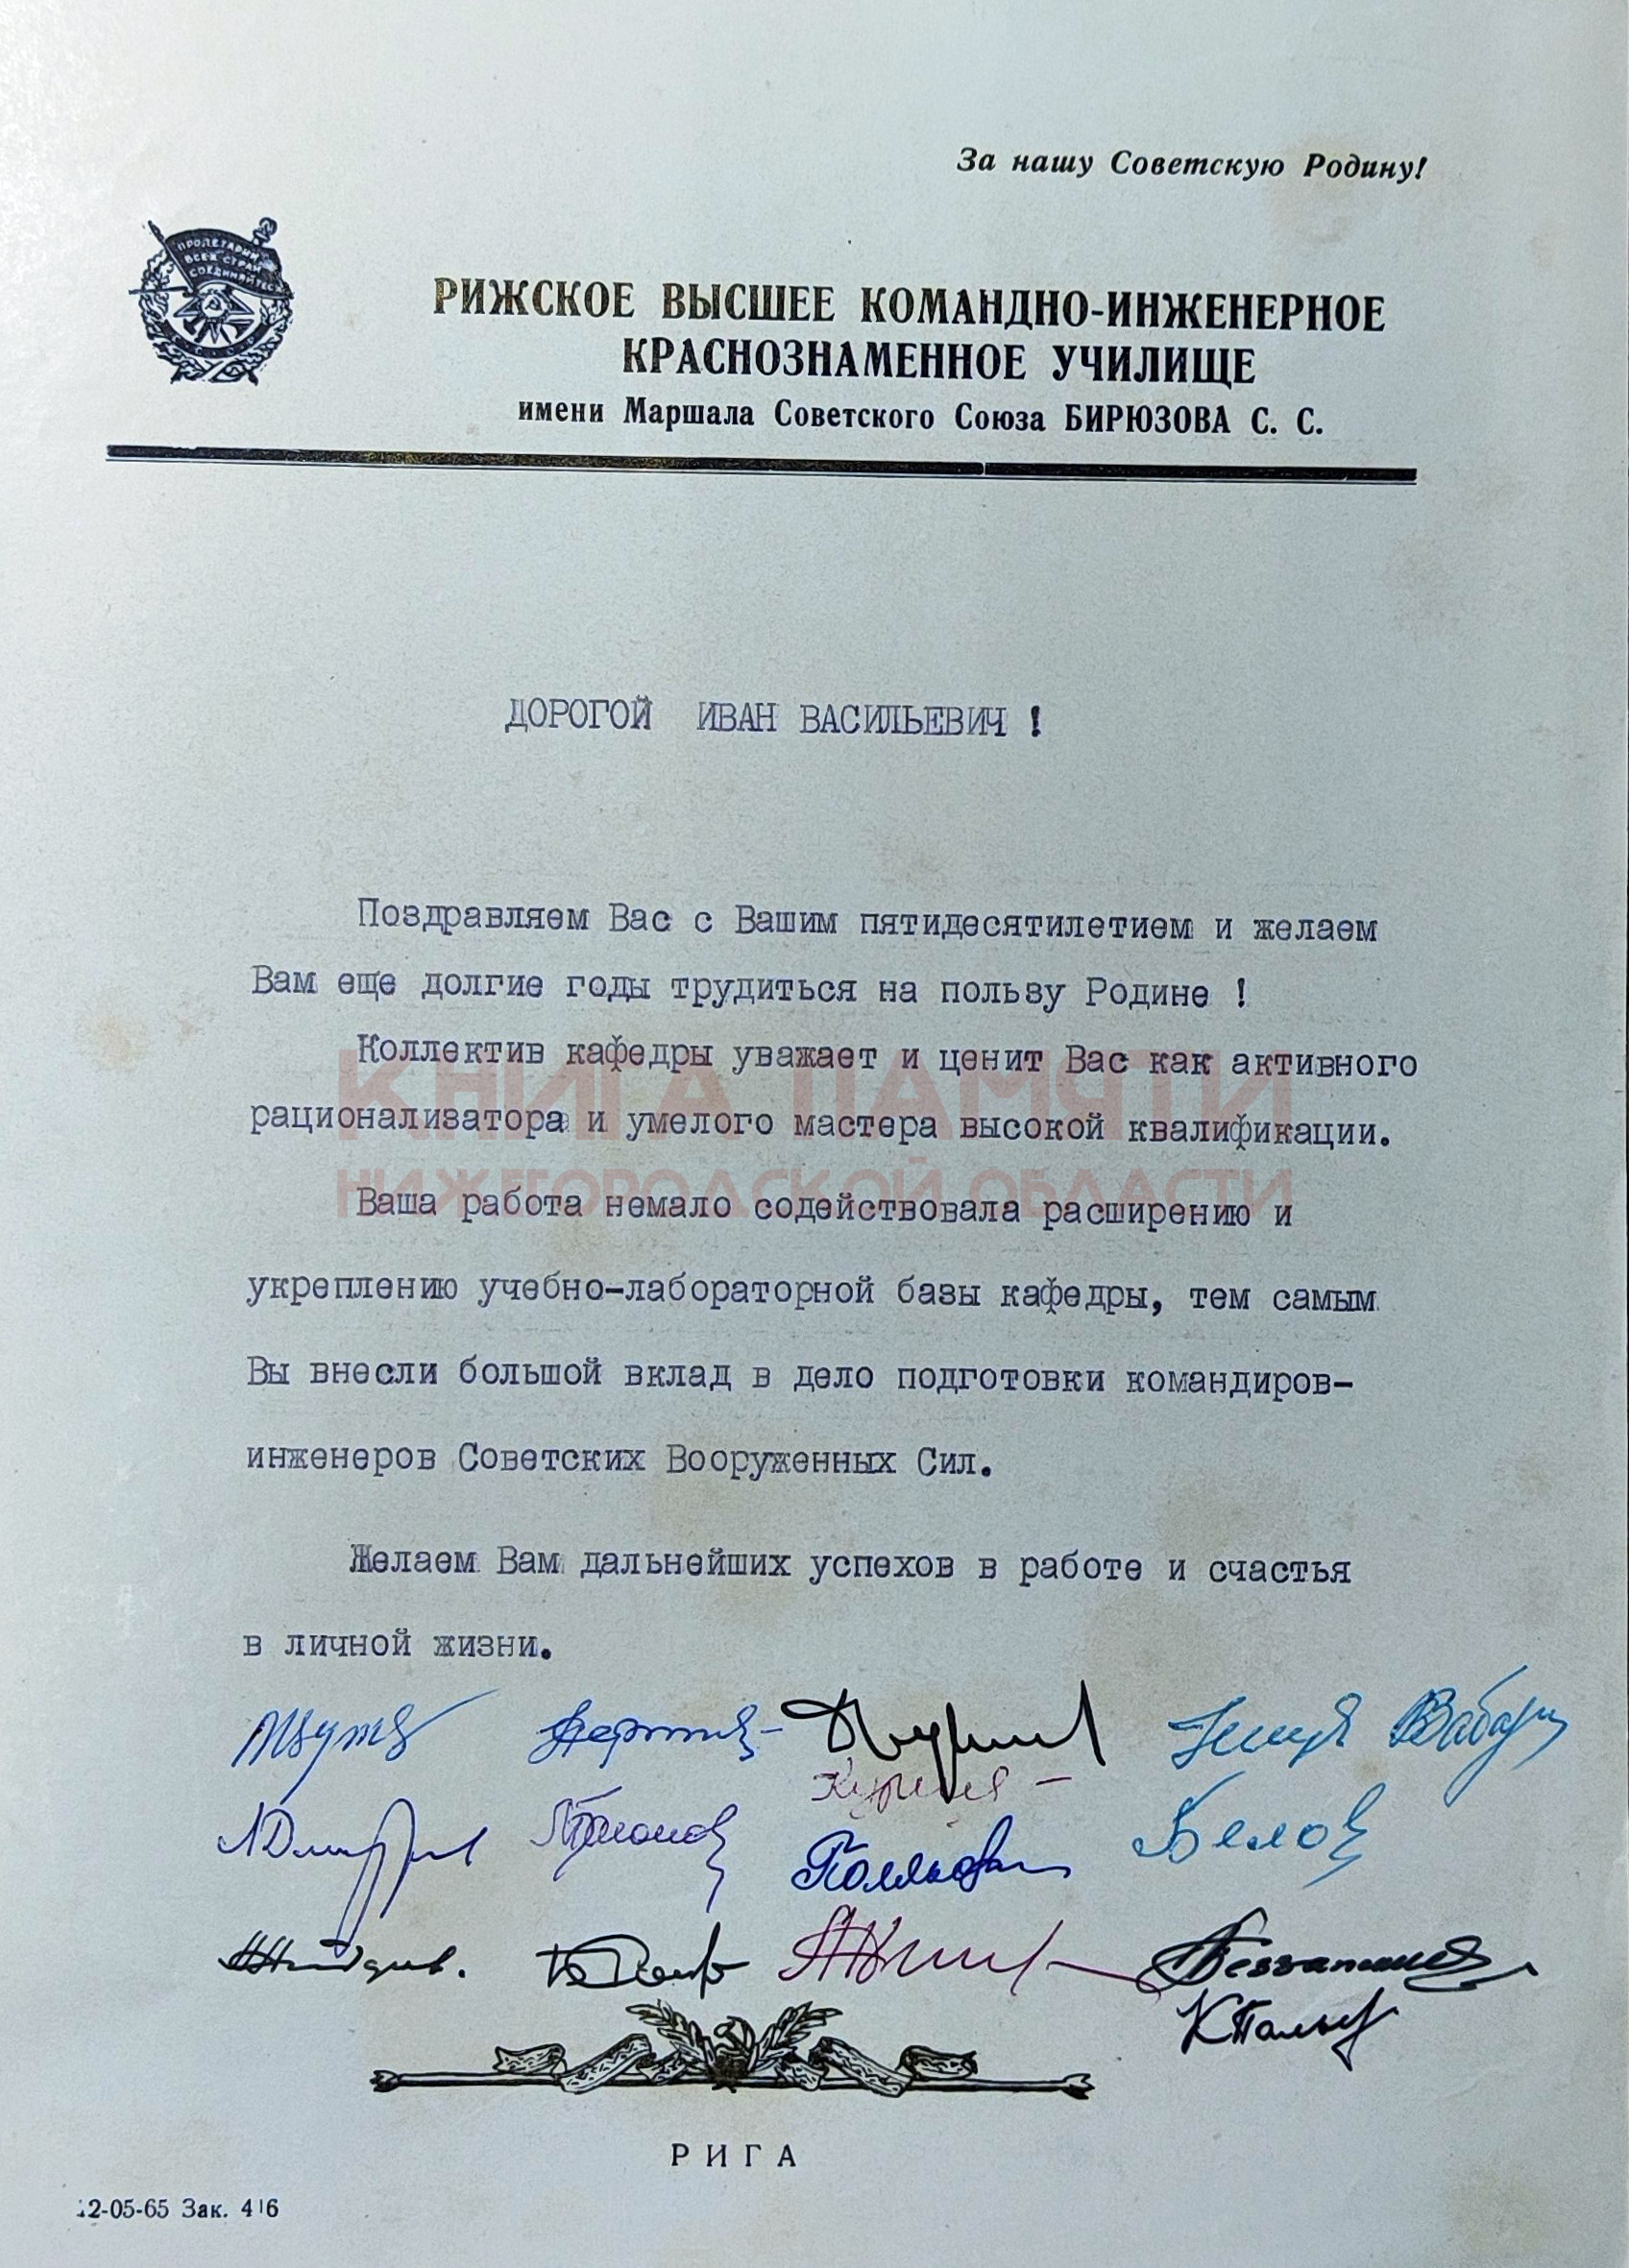 За нашу Советскую Родину!
ПРОЛЕТАРИИ
ВСЕХ СТРАН
СОЕДИНЯЙТЕСЬ
РИЖСКОЕ ВЫСШЕЕ КОМАНДНО-ИНЖЕНЕРНОЕ
КРАСНОЗНАМЕННОЕ УЧИЛИЩЕ
имени Маршала Советского Союза БИРЮЗОВА С. С.
ДОРОГОЙ ИВАН ВАСИЛЬЕВИЧ !
Поздравляем Вас с Вашим пятидесятилетием и желаем
Вам еще долгие годы трудиться на пользу Родине !
Коллектив кафедры уважает и ценит Вас как активного
рационализатора и умелого мастера высокой квалификации.
КНИГА ПАМЯТИ
НИЖЕГОРОДСКОЙ ОБЛАСТИ
Ваша работа немало содействовала расширению и
укреплению учебно-лабораторной базы кафедры, тем самым
Вы внесли большой вклад в дело подготовки командиров-
инженеров Советских Вооруженных Сил.
Желаем Вам дальнейших успехов в работе и счастья
в личной жизни.
Белов
РИГА
2-05-65 Зак. 416